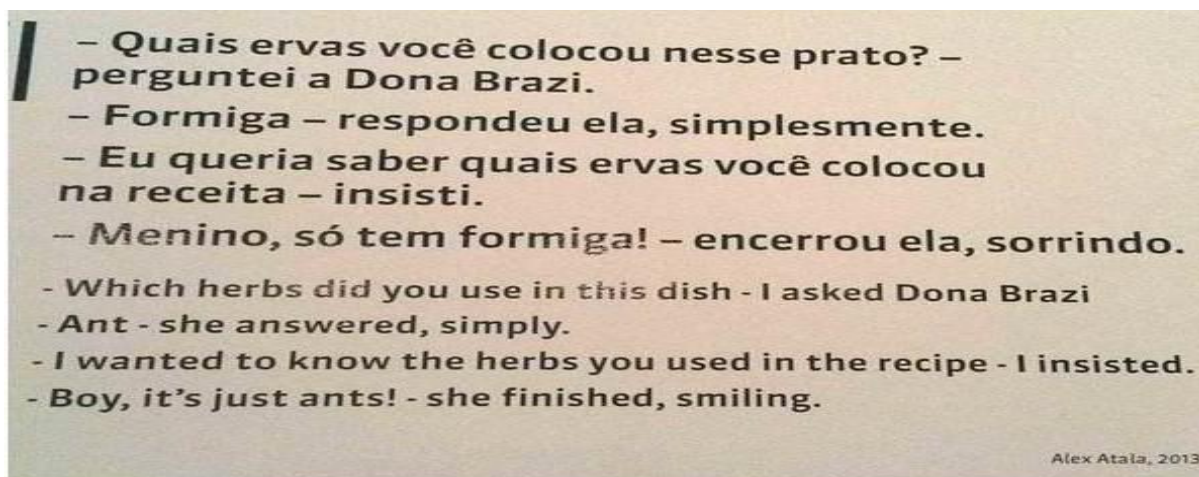 – Quais ervas você colocou nesse prato? –
perguntei a Dona Brazi.
– Formiga – respondeu ela, simplesmente.
– Eu queria saber quais ervas você colocou
na receita – insisti.
– Menino, só tem formiga! – encerrou ela, sorrindo.
- Which herbs did you use in this dish - I asked Dona Brazi
- Ant - she answered, simply.
- I wanted to know the herbs you used in the recipe - I insisted.
- Boy, it's just ants! - she finished, smiling.
Alex Atala, 2013